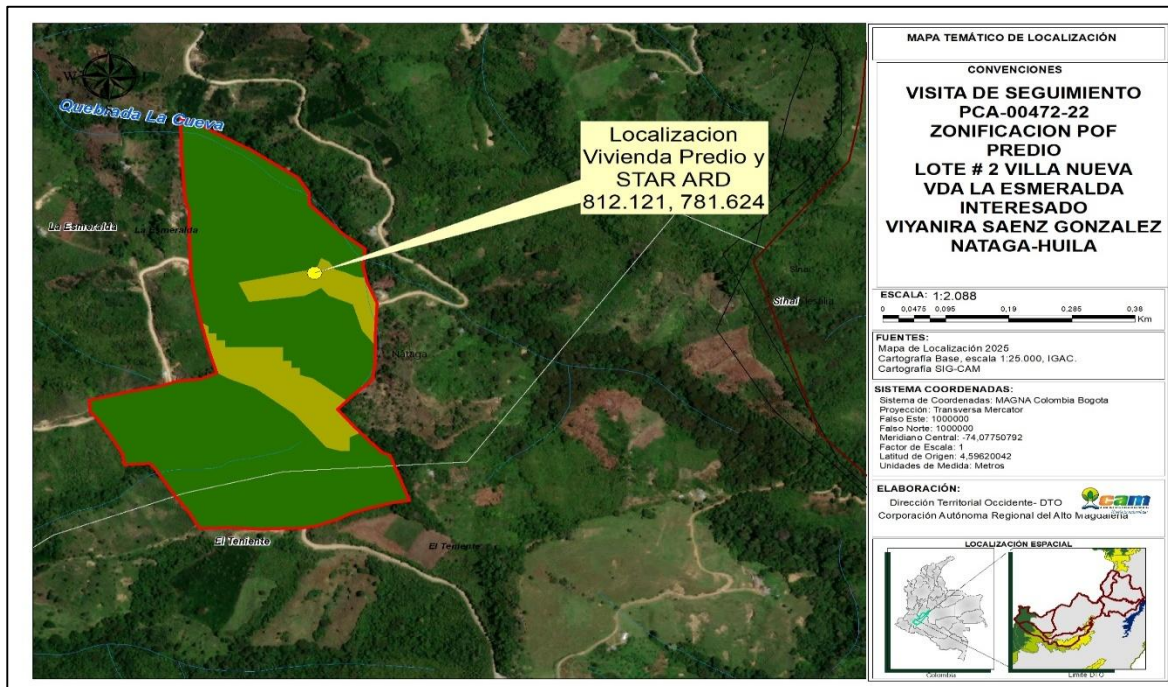 W
Quebrada La Cueva
Localizacion
Vivienda Predio y
STAR ARD
812.121, 781.624
La Esmeralda
La Esmeralda
Sinai
Nátaga
El Teniente
El Teniente
MAPA TEMÁTICO DE LOCALIZACIÓN
CONVENCIONES
VISITA DE SEGUIMIENTO
PCA-00472-22
ZONIFICACION POF
PREDIO
LOTE # 2 VILLA NUEVA
VDA LA ESMERALDA
INTERESADO
VIYANIRA SAENZ GONZALEZ
NATAGA-HUILA
ESCALA: 1:2.088
0 0,0475 0,095 0,19 0,285 0,38
Km
FUENTES:
Mapa de Localización 2025
Cartografía Base, escala 1:25.000, IGAC.
Cartografía SIG-CAM
SISTEMA COORDENADAS:
Sistema de Coordenadas: MAGNA Colombia Bogota
Proyección: Transversa Mercator
Falso Este: 1000000
Falso Norte: 1000000
Meridiano Central: -74,07750792
Factor de Escala: 1
Latitud de Origen: 4,59620042
Unidades de Medida: Metros
ELABORACIÓN:
Dirección Territorial Occidente- DTO
cam
Corporación Autónoma Regional del Alto Magdalena
LOCALIZACIÓN ESPACIAL
Colombia
Limite DTO